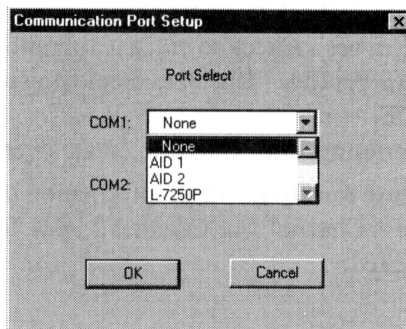 Communication Port Setup
Port Select
COM1: None
None
AID 1
AID 2
COM2: L-7250P
OK Cancel